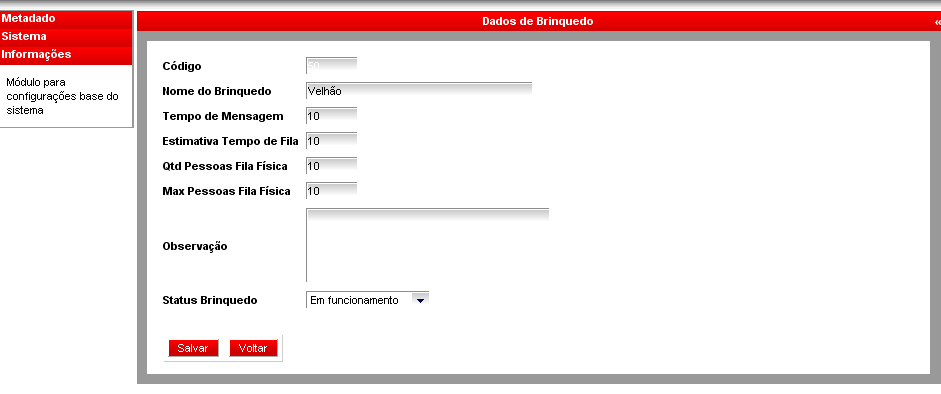 Metadado
Sistema
Informações
Módulo para
configurações base do
sistema
Dados de Brinquedo «
Código 50
Nome do Brinquedo Velhão
Tempo de Mensagem 10
Estimativa Tempo de Fila 10
Qtd Pessoas Fila Física 10
Max Pessoas Fila Física 10
Observação
Status Brinquedo Em funcionamento
Salvar Voltar